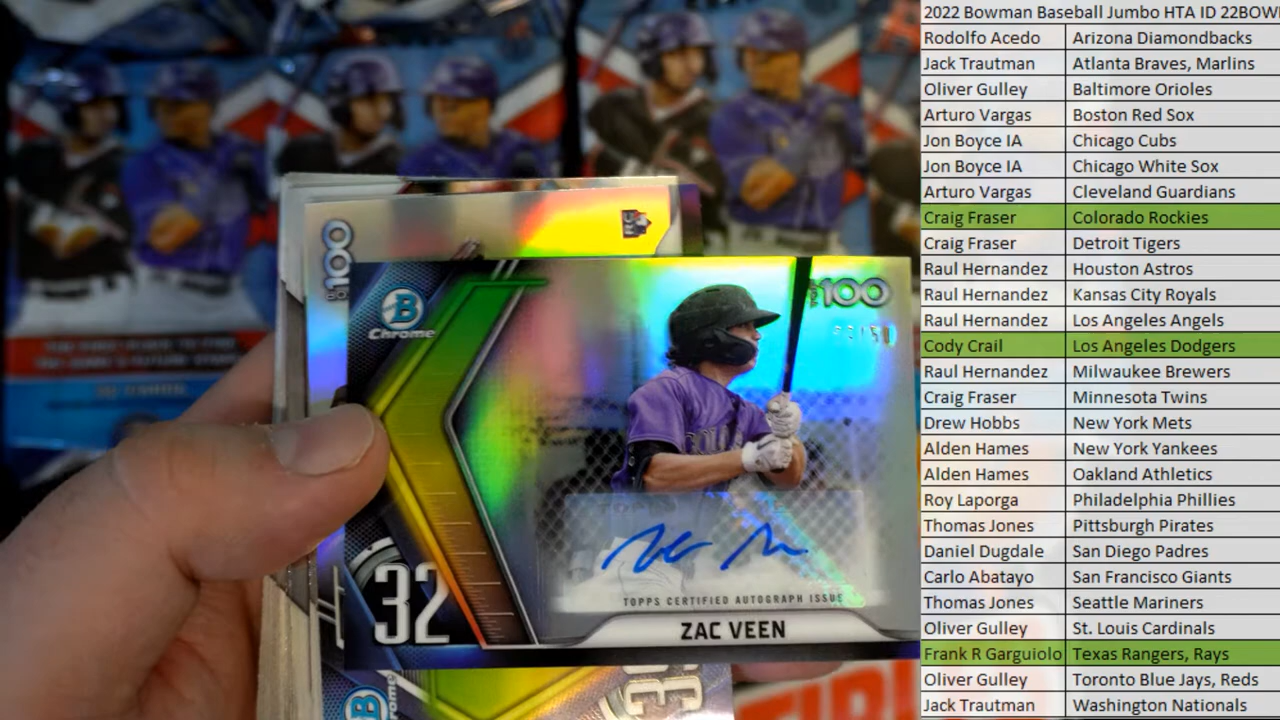 2022 Bowman Baseball Jumbo HTA ID 22BOW
Rodolfo Acedo Arizona Diamondbacks
Jack Trautman Atlanta Braves, Marlins
Oliver Gulley Baltimore Orioles
Arturo Vargas Boston Red Sox
Jon Boyce IA Chicago Cubs
Jon Boyce IA Chicago White Sox
Arturo Vargas Cleveland Guardians
Craig Fraser Colorado Rockies
Craig Fraser Detroit Tigers
Raul Hernandez Houston Astros
Raul Hernandez Kansas City Royals
Raul Hernandez Los Angeles Angels
Cody Crail Los Angeles Dodgers
Raul Hernandez Milwaukee Brewers
Craig Fraser Minnesota Twins
Drew Hobbs New York Mets
Alden Hames New York Yankees
Alden Hames Oakland Athletics
Roy Laporga Philadelphia Phillies
Thomas Jones Pittsburgh Pirates
Daniel Dugdale San Diego Padres
Carlo Abatayo San Francisco Giants
Thomas Jones Seattle Mariners
Oliver Gulley St. Louis Cardinals
Frank R Garguiolo Texas Rangers, Rays
Oliver Gulley Toronto Blue Jays, Reds
Jack Trautman Washington Nationals
RC
100
B
Chrome
100
32
TOPPS CERTIFIED AUTOGRAPH ISSUE
ZAC VEEN
B
39